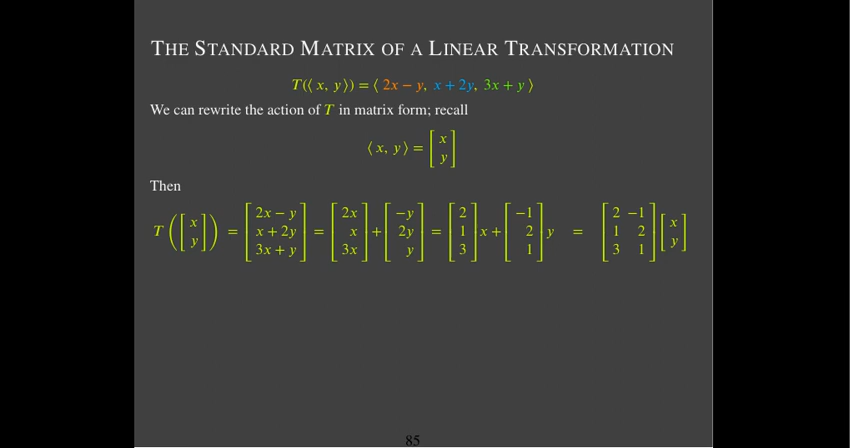 THE STANDARD MATRIX OF A LINEAR TRANSFORMATION
T(⟨ x, y ⟩) = ⟨ 2x − y, x + 2y, 3x + y ⟩
We can rewrite the action of T in matrix form; recall
⟨ x, y ⟩ = [x; y]
Then
T([x; y]) = [2x − y; x + 2y; 3x + y] = [2x; x; 3x] + [−y; 2y; y] = [2; 1; 3] x + [−1; 2; 1] y = [2 −1; 1 2; 3 1] [x; y]
85